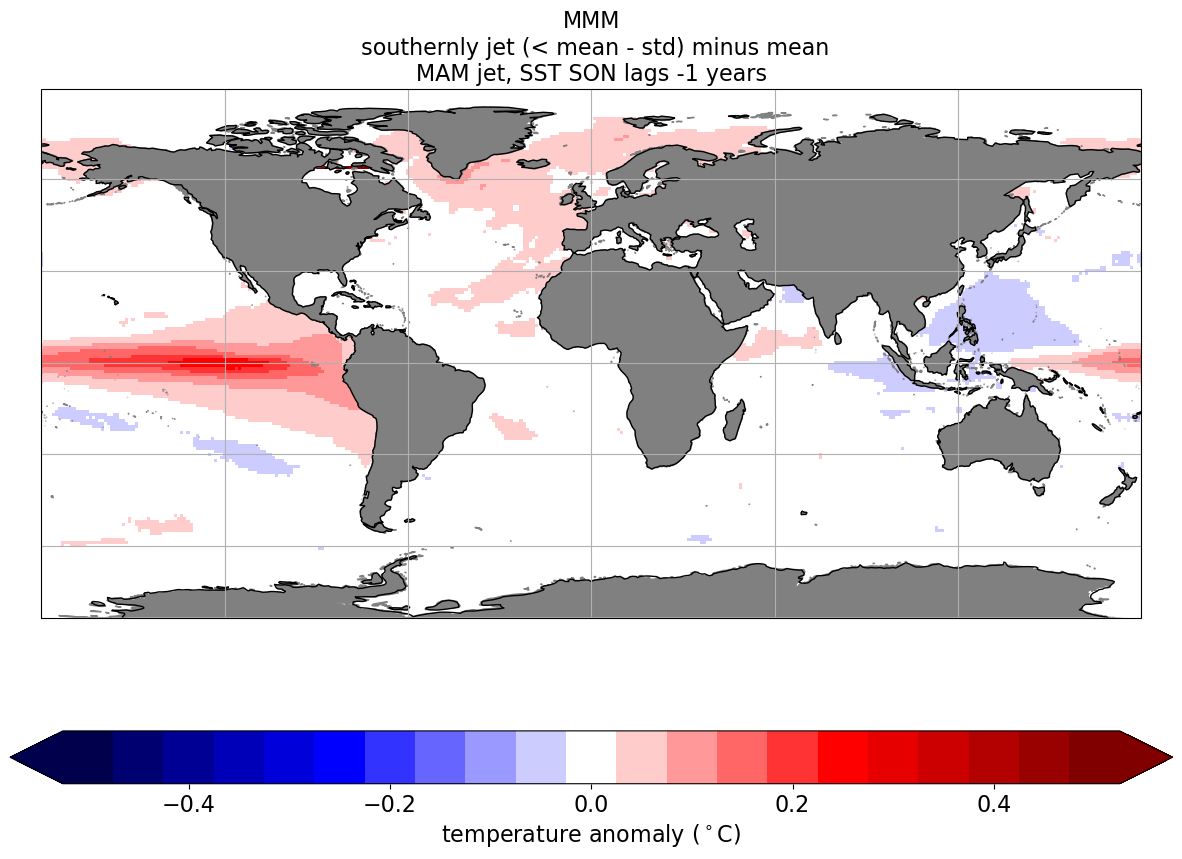 MMM
southernly jet (< mean - std) minus mean
MAM jet, SST SON lags -1 years
−0.4 −0.2 0.0 0.2 0.4
temperature anomaly (°C)